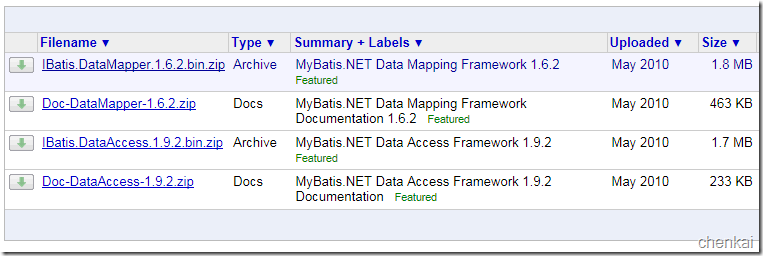 Filename ▼ Type ▼ Summary + Labels ▼ Uploaded ▼ Size ▼
IBatis.DataMapper.1.6.2.bin.zip Archive MyBatis.NET Data Mapping Framework 1.6.2 May 2010 1.8 MB
Featured
Doc-DataMapper-1.6.2.zip Docs MyBatis.NET Data Mapping Framework May 2010 463 KB
Documentation 1.6.2 Featured
IBatis.DataAccess.1.9.2.bin.zip Archive MyBatis.NET Data Access Framework 1.9.2 May 2010 1.7 MB
Featured
Doc-DataAccess-1.9.2.zip Docs MyBatis.NET Data Access Framework 1.9.2 May 2010 233 KB
Documentation Featured
chenkai